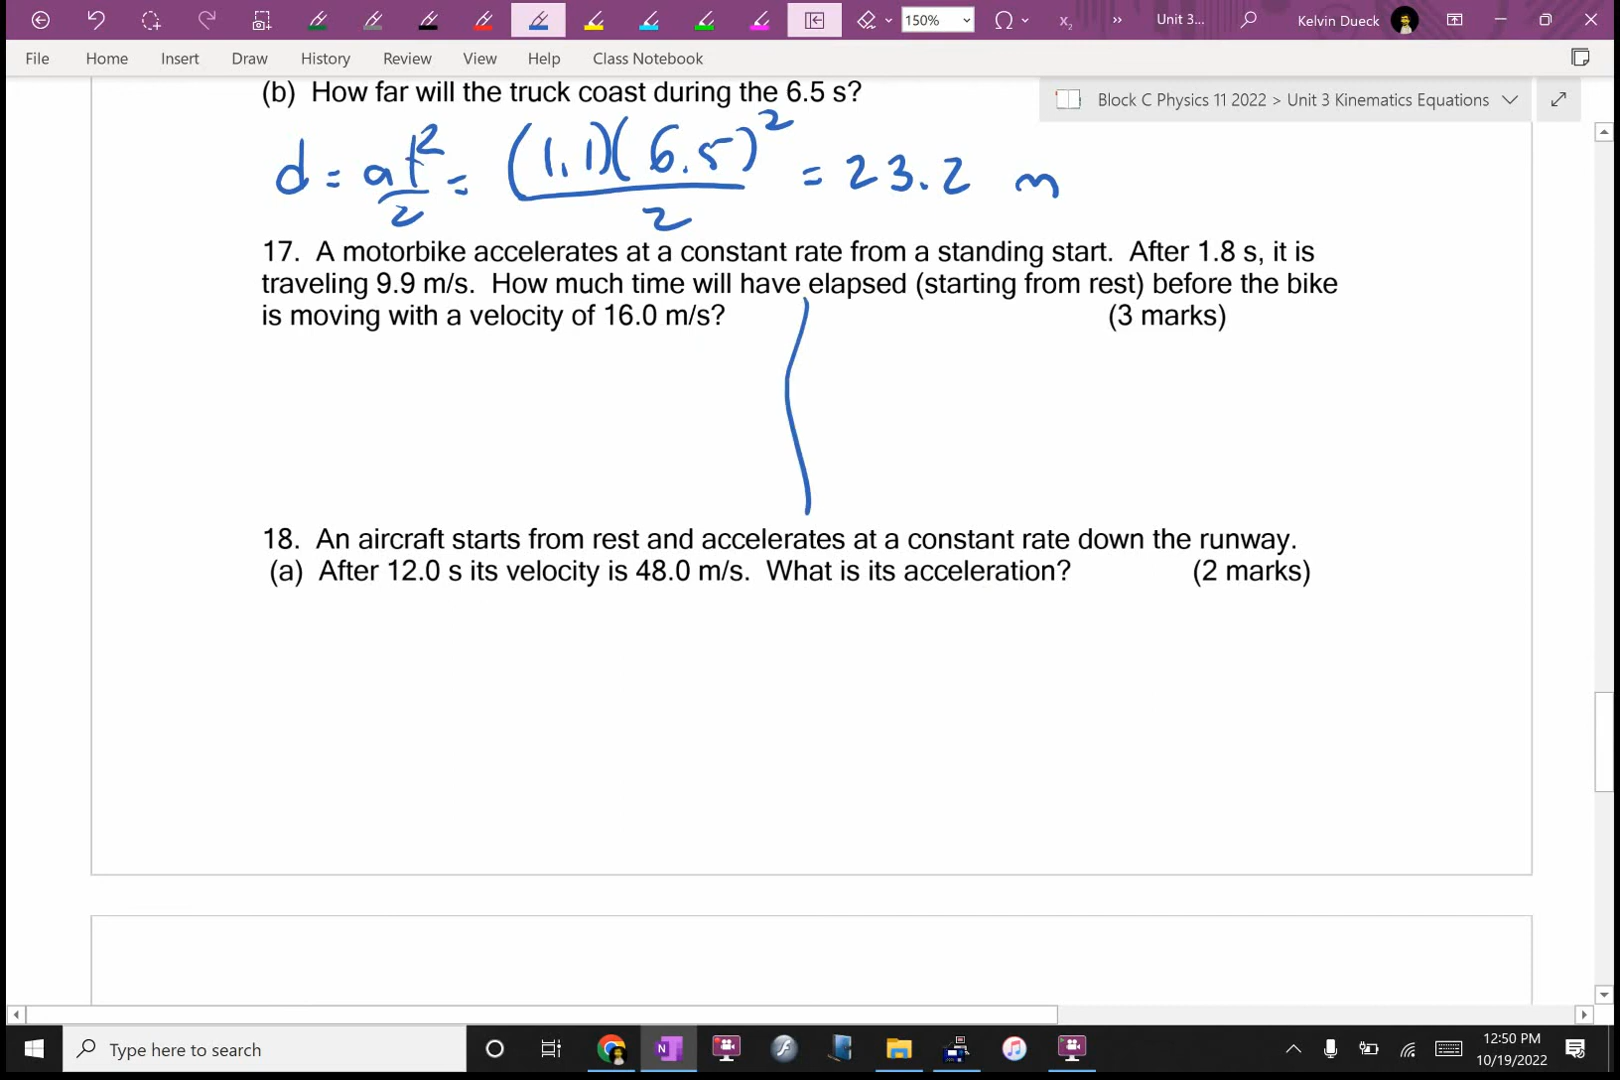 150%
Unit 3...
Kelvin Dueck
File Home Insert Draw History Review View Help Class Notebook
Block C Physics 11 2022 > Unit 3 Kinematics Equations
(b) How far will the truck coast during the 6.5 s?
d = at²/2 = (1.1)(6.5)²/2 = 23.2 m
17. A motorbike accelerates at a constant rate from a standing start. After 1.8 s, it is
traveling 9.9 m/s. How much time will have elapsed (starting from rest) before the bike
is moving with a velocity of 16.0 m/s? (3 marks)
18. An aircraft starts from rest and accelerates at a constant rate down the runway.
(a) After 12.0 s its velocity is 48.0 m/s. What is its acceleration? (2 marks)
Type here to search
12:50 PM
10/19/2022